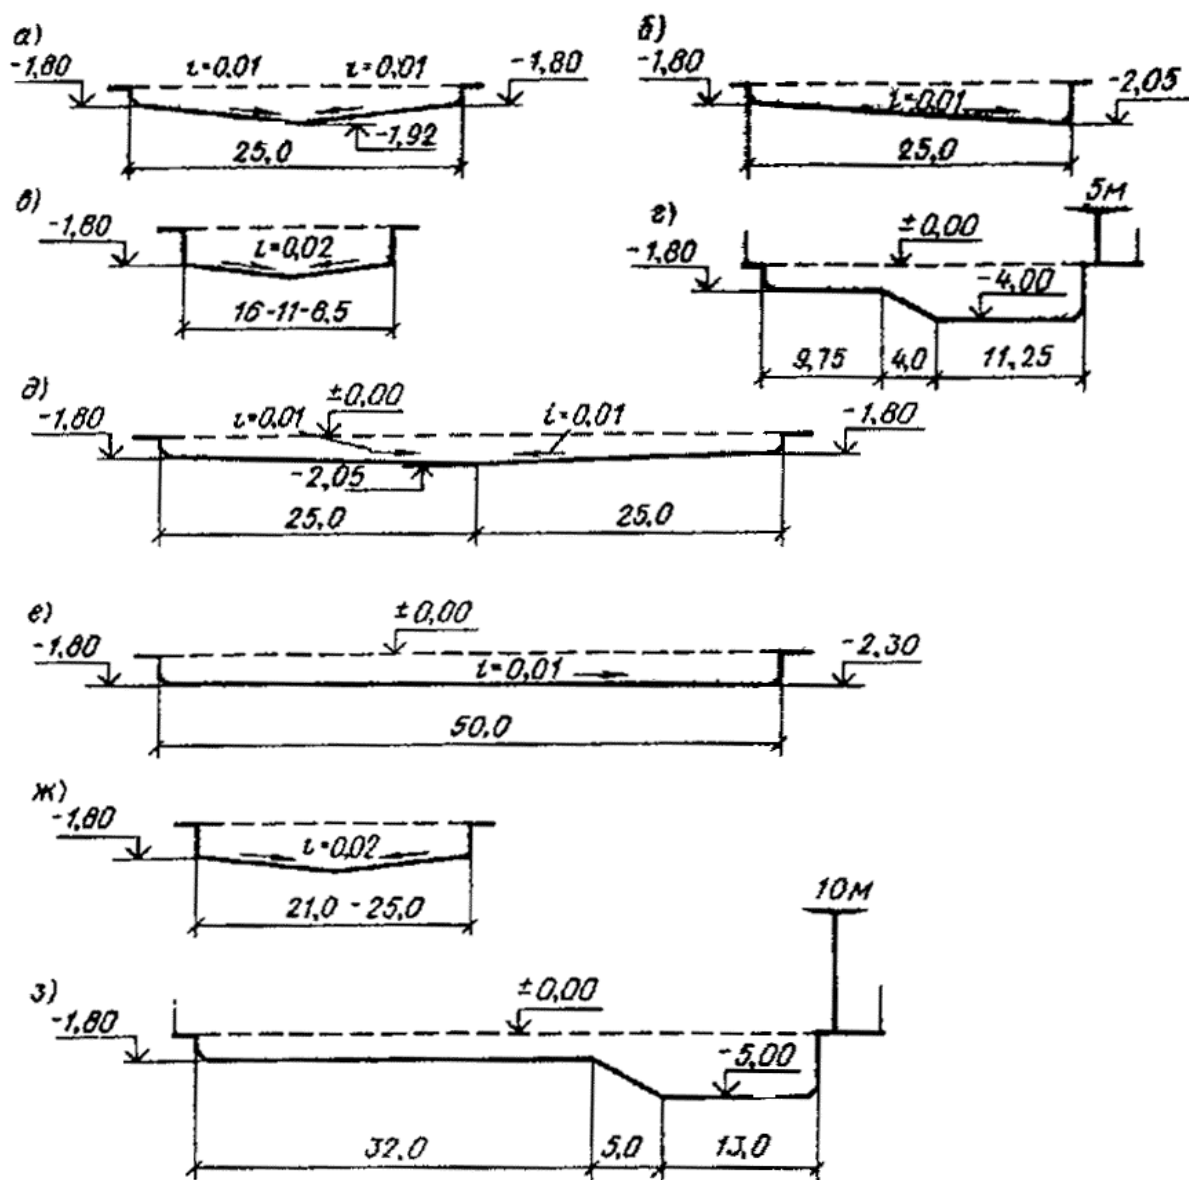 а)
-1,80 i=0,01 i=0,01 -1,80
-1,92
25,0
б)
-1,80 i=0,01 -2,05
25,0
в)
-1,80 i=0,02
16-11-8,5
г)
5м
-1,80 ±0,00
-4,00
9,75 4,0 11,25
д)
-1,80 i=0,01 ±0,00 i=0,01 -1,80
-2,05
25,0 25,0
е)
-1,80 ±0,00 -2,30
i=0,01
50,0
ж)
-1,80
i=0,02
21,0 - 25,0
з)
10м
-1,80 ±0,00
-5,00
32,0 5,0 13,0